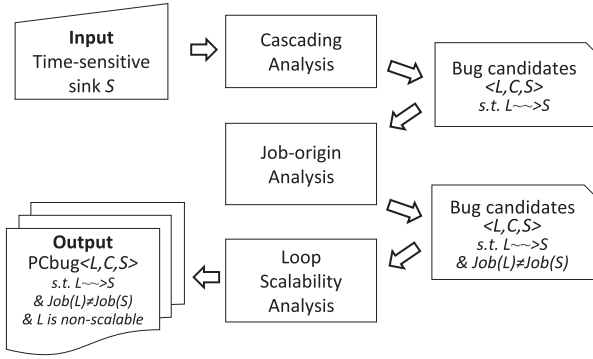 Input
Time-sensitive
sink S
Cascading
Analysis
Bug candidates
<L,C,S>
s.t. L~~>S
Job-origin
Analysis
Bug candidates
<L,C,S>
s.t. L~~>S
& Job(L)≠Job(S)
Loop
Scalability
Analysis
Output
PCbug<L,C,S>
s.t. L~~>S
& Job(L)≠Job(S)
& L is non-scalable